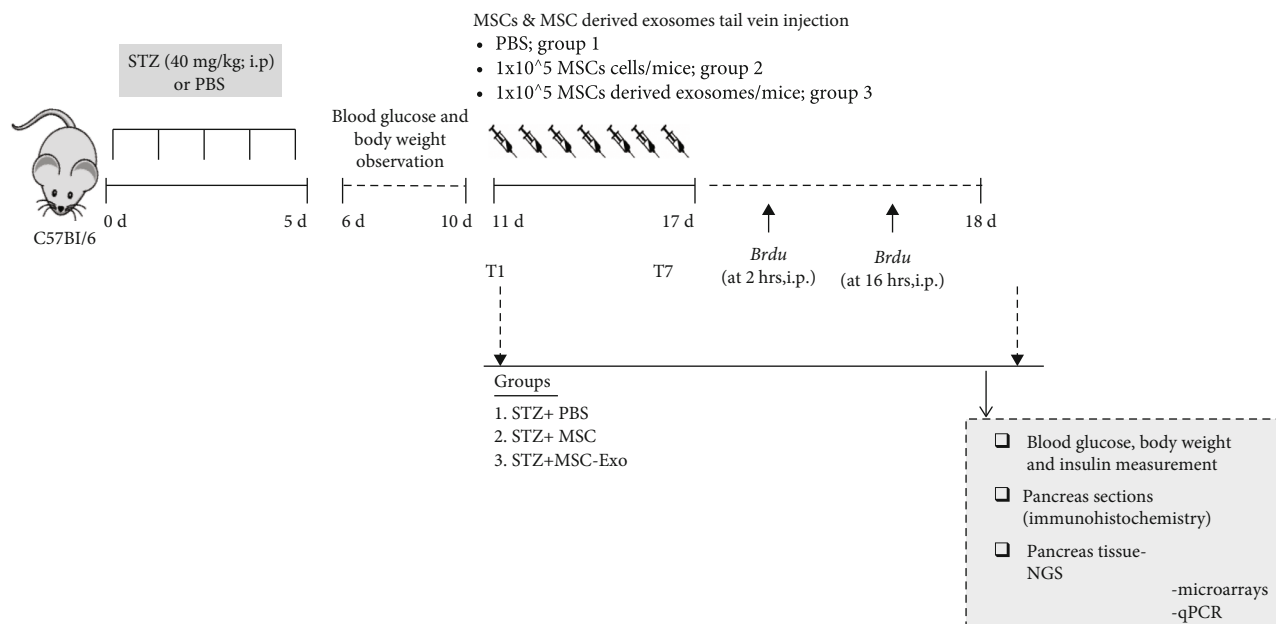 MSCs & MSC derived exosomes tail vein injection
• PBS; group 1
• 1x10^5 MSCs cells/mice; group 2
• 1x10^5 MSCs derived exosomes/mice; group 3
STZ (40 mg/kg; i.p)
or PBS
Blood glucose and
body weight
observation
C57BI/6
0 d
5 d
6 d
10 d
11 d
17 d
18 d
T1
T7
Brdu
(at 2 hrs,i.p.)
Brdu
(at 16 hrs,i.p.)
Groups
1. STZ+ PBS
2. STZ+ MSC
3. STZ+MSC-Exo
❑ Blood glucose, body weight
and insulin measurement
❑ Pancreas sections
(immunohistochemistry)
❑ Pancreas tissue-
NGS
-microarrays
-qPCR